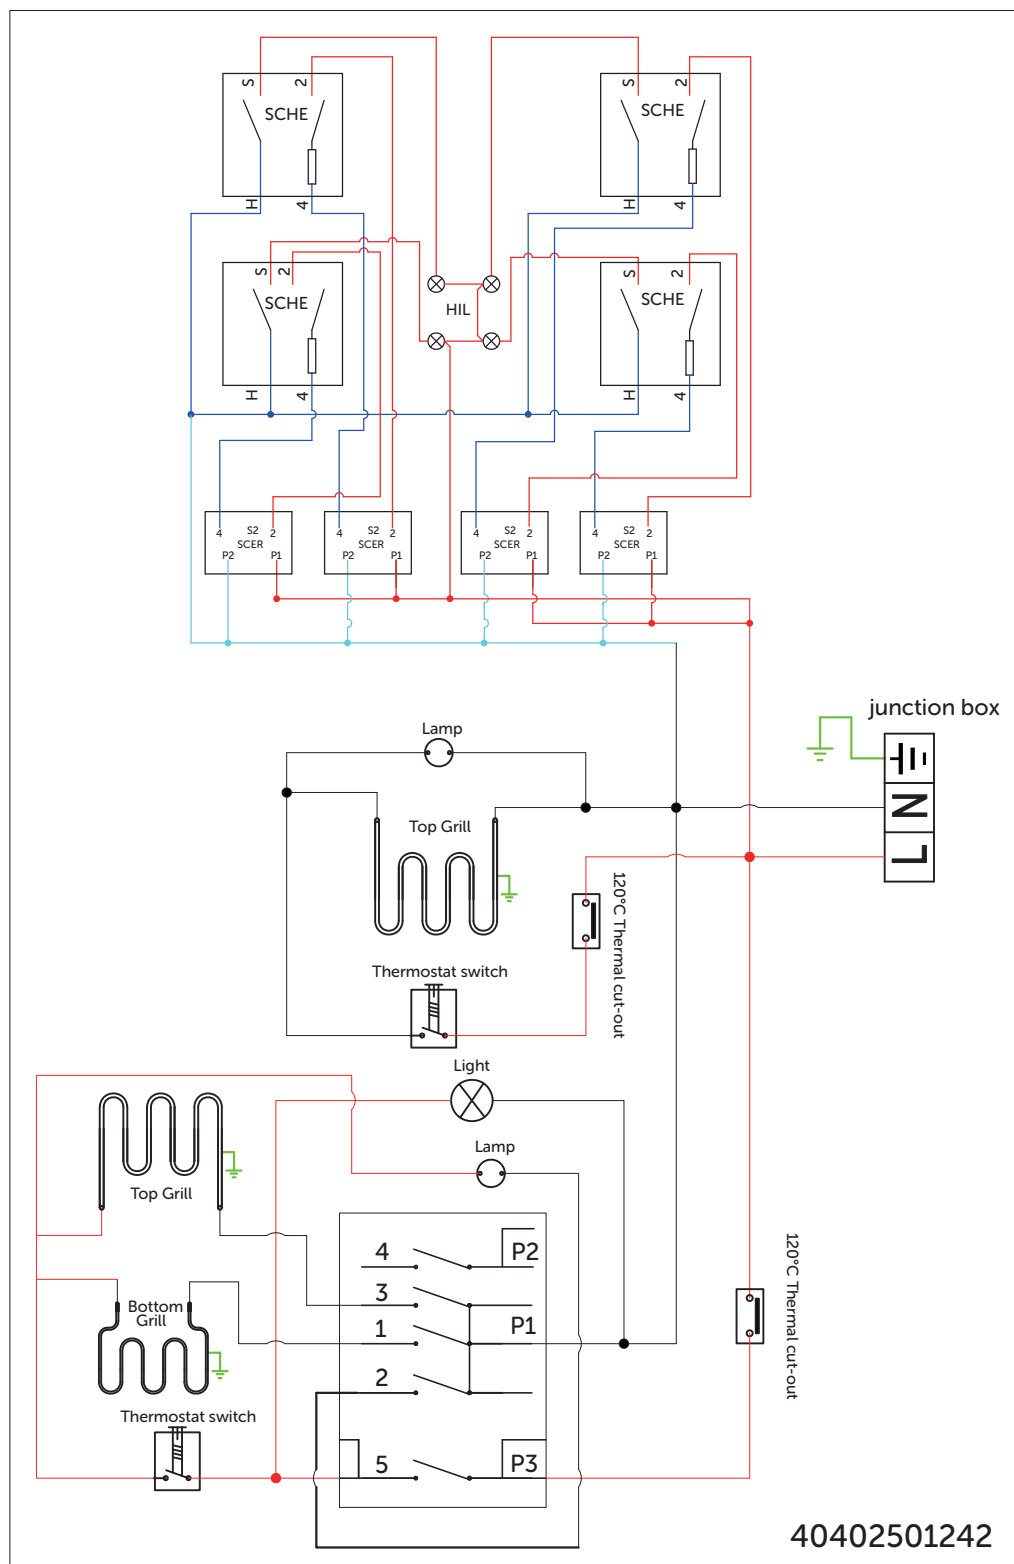 S 2
SCHE
H 4
S 2
SCHE
H 4
S 2
SCHE
H 4
S 2
SCHE
H 4
HIL
4 S2 2
SCER
P2 P1
4 S2 2
SCER
P2 P1
4 S2 2
SCER
P2 P1
4 S2 2
SCER
P2 P1
junction box
N
L
Lamp
Top Grill
120°C Thermal cut-out
Thermostat switch
Light
Lamp
Top Grill
Bottom
Grill
Thermostat switch
4 P2
3
1 P1
2
5 P3
120°C Thermal cut-out
40402501242